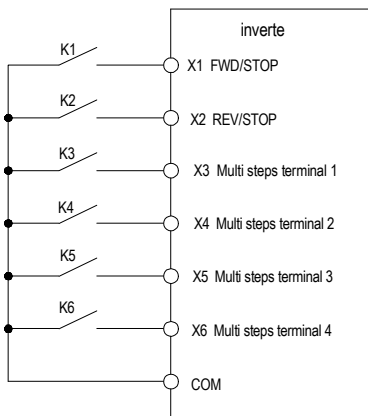 inverte
K1
X1 FWD/STOP
K2
X2 REV/STOP
K3
X3 Multi steps terminal 1
K4
X4 Multi steps terminal 2
K5
X5 Multi steps terminal 3
K6
X6 Multi steps terminal 4
COM